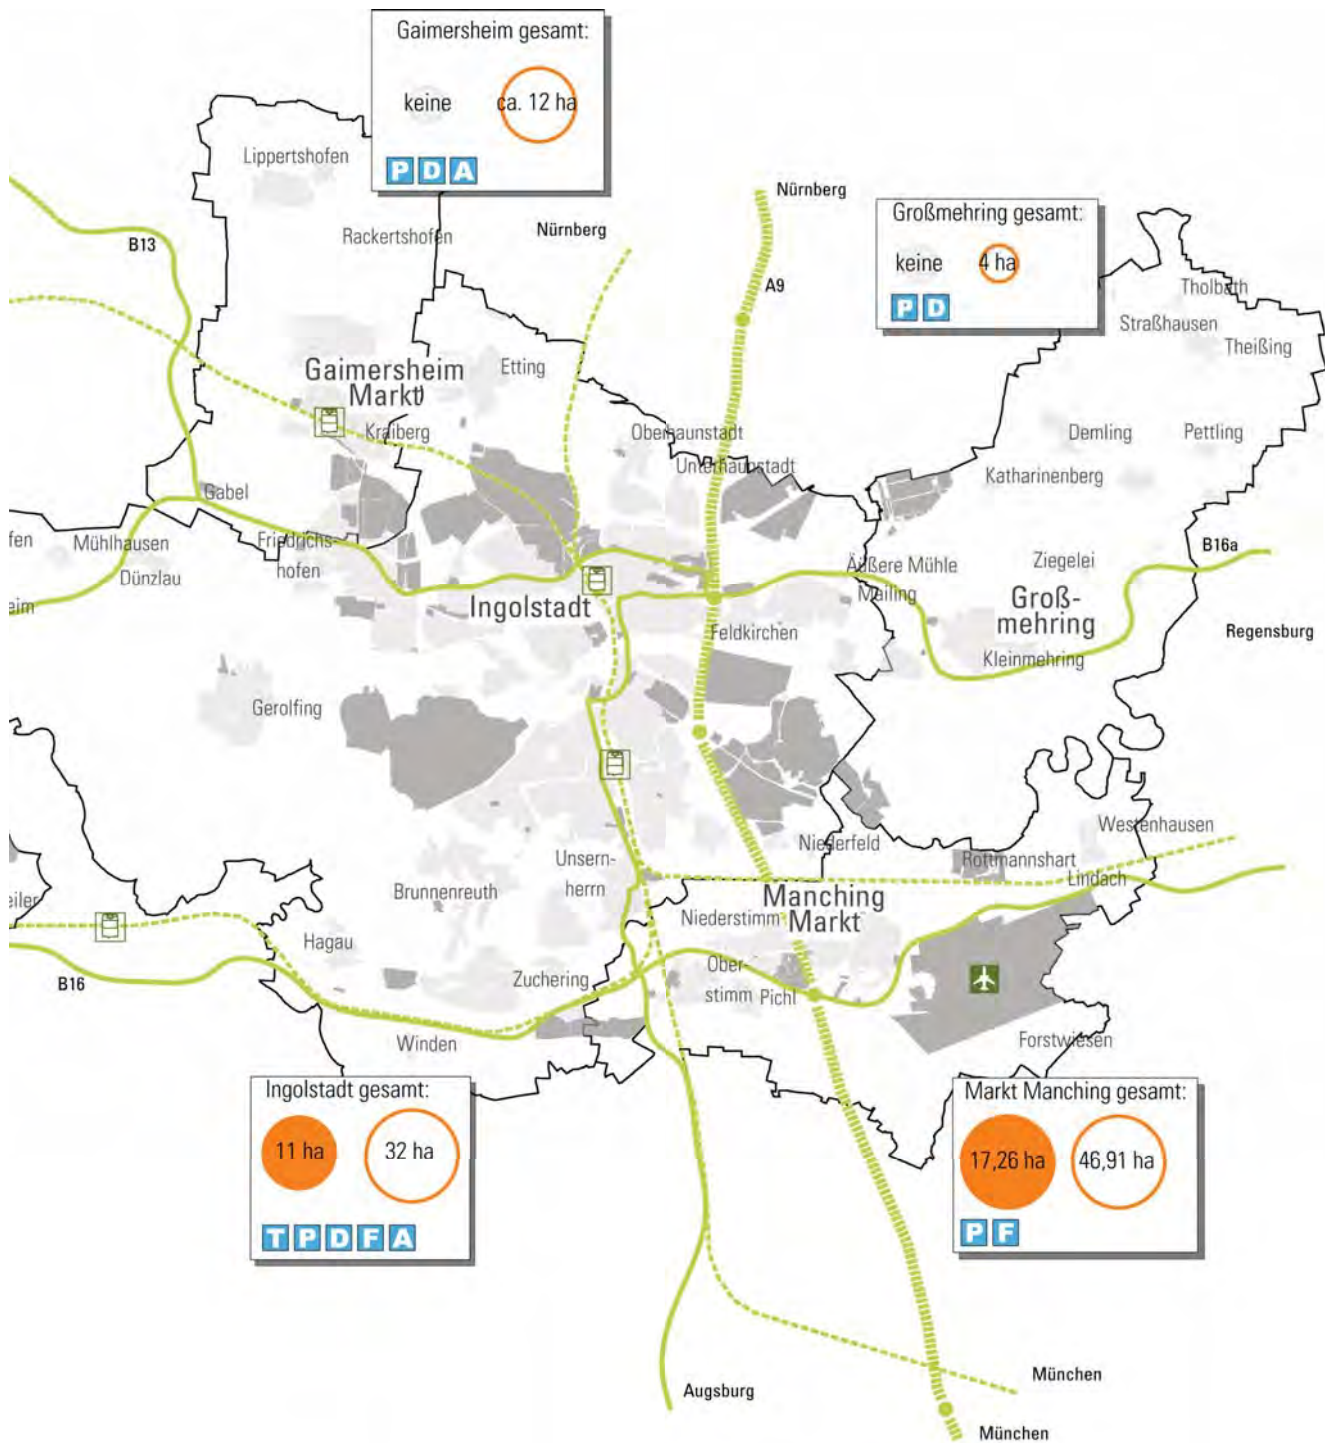 Gaimersheim gesamt:
keine
ca. 12 ha
P D A
Lippertshofen
Rackertshofen
Nürnberg
Nürnberg
B13
A9
Großmehring gesamt:
keine
4 ha
P D
Tholbath
Straßhausen
Theißing
Etting
Gaimersheim
Markt
Kraiberg
Oberhaunstadt
Unterhaunstadt
Demling
Pettling
Katharinenberg
Gabel
Friedrichs-
hofen
fen
Mühlhausen
Dünzlau
eim
B16a
Äußere Mühle
Mailing
Ziegelei
Groß-
mehring
Ingolstadt
Feldkirchen
Kleinmehring
Regensburg
Gerolfing
Westenhausen
Niederfeld
Rottmannshart
Lindach
Unsern-
herrn
Brunnenreuth
Manching
Markt
Niederstimm
eiler
Hagau
Zuchering
Ober-
stimm
Pichl
B16
Winden
Forstwiesen
Ingolstadt gesamt:
11 ha
32 ha
T P D F A
Markt Manching gesamt:
17,26 ha
46,91 ha
P F
Augsburg
München
München